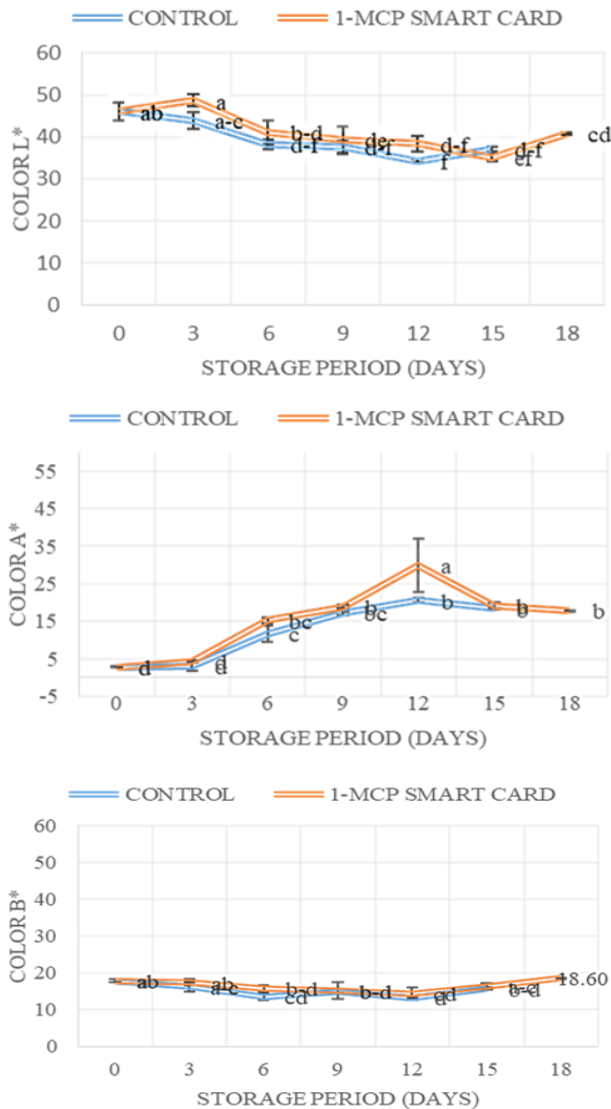 CONTROL 1-MCP SMART CARD
60
50
40
30
20
10
0
COLOR L*
ab a-c d-f d-f f d-f
ab a b-d de d-f ef cd
0 3 6 9 12 15 18
STORAGE PERIOD (DAYS)
CONTROL 1-MCP SMART CARD
55
45
35
25
15
5
-5
COLOR A*
d d c bc b b
d d bc b a b b
0 3 6 9 12 15 18
STORAGE PERIOD (DAYS)
CONTROL 1-MCP SMART CARD
60
50
40
30
20
10
0
COLOR B*
ab a-c cd b-d
ab ab b-d cd a-c 18.60
0 3 6 9 12 15 18
STORAGE PERIOD (DAYS)